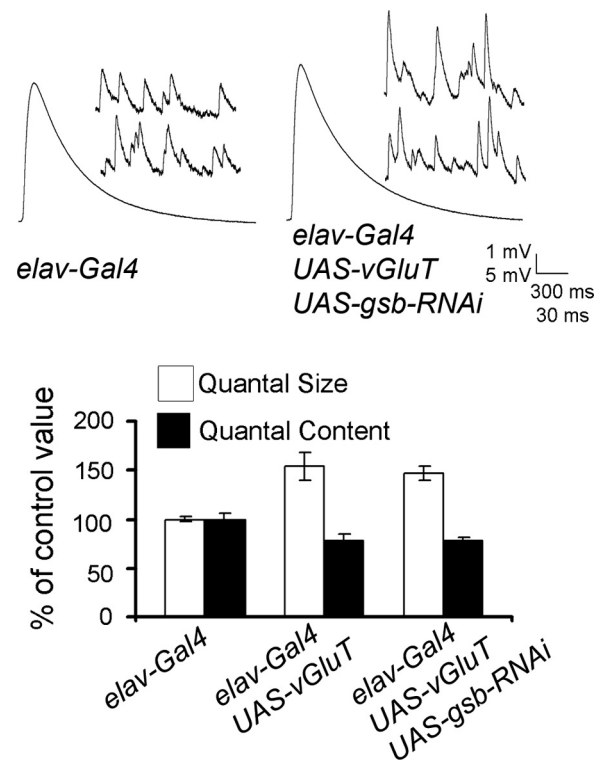 elav-Gal4
elav-Gal4
UAS-vGluT
UAS-gsb-RNAi
1 mV
5 mV
300 ms
30 ms
Quantal Size
Quantal Content
% of control value
200
150
100
50
0
elav-Gal4
elav-Gal4
UAS-vGluT
elav-Gal4
UAS-vGluT
UAS-gsb-RNAi